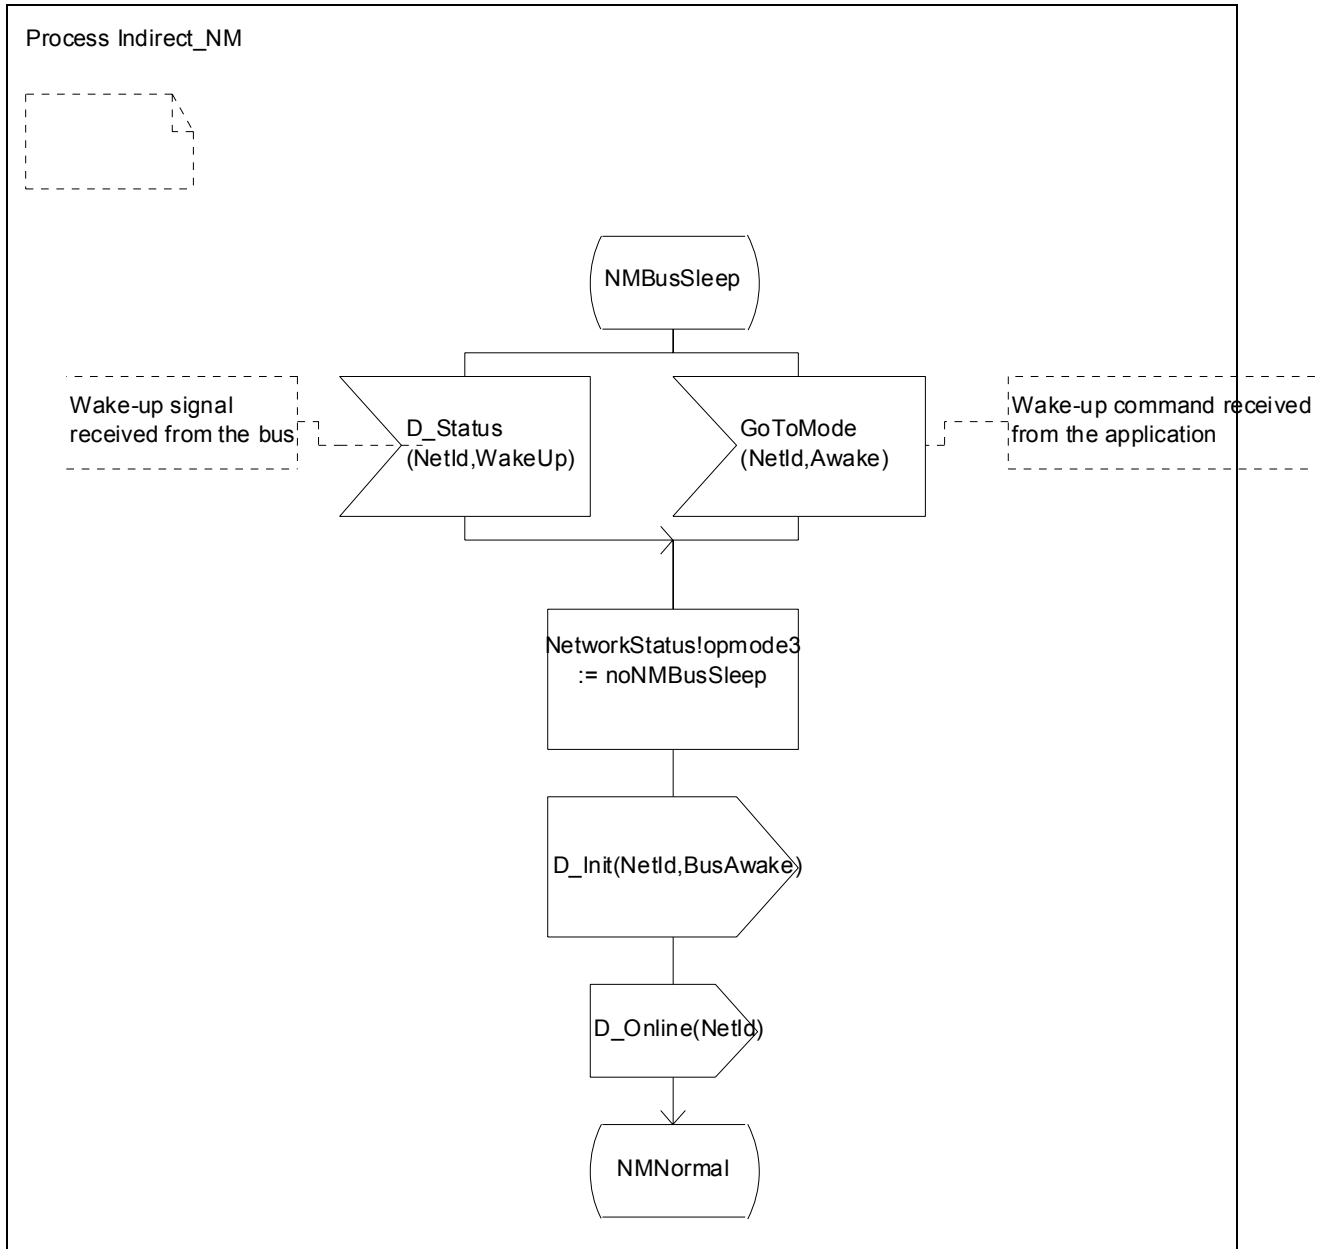 Process Indirect_NM
NMBusSleep
Wake-up signal
received from the bus
D_Status
(NetId,WakeUp)
GoToMode
(NetId,Awake)
Wake-up command received
from the application
NetworkStatus!opmode3
:= noNMBusSleep
D_Init(NetId,BusAwake)
D_Online(NetId)
NMNormal